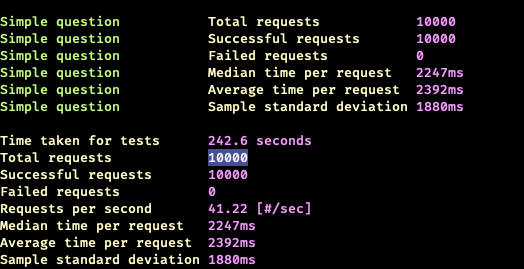 Simple question Total requests 10000
Simple question Successful requests 10000
Simple question Failed requests 0
Simple question Median time per request 2247ms
Simple question Average time per request 2392ms
Simple question Sample standard deviation 1880ms
Time taken for tests 242.6 seconds
Total requests 10000
Successful requests 10000
Failed requests 0
Requests per second 41.22 [#/sec]
Median time per request 2247ms
Average time per request 2392ms
Sample standard deviation 1880ms